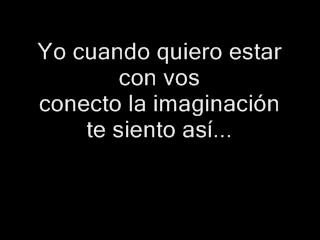 Yo cuando quiero estar
con vos
conecto la imaginación
te siento así...